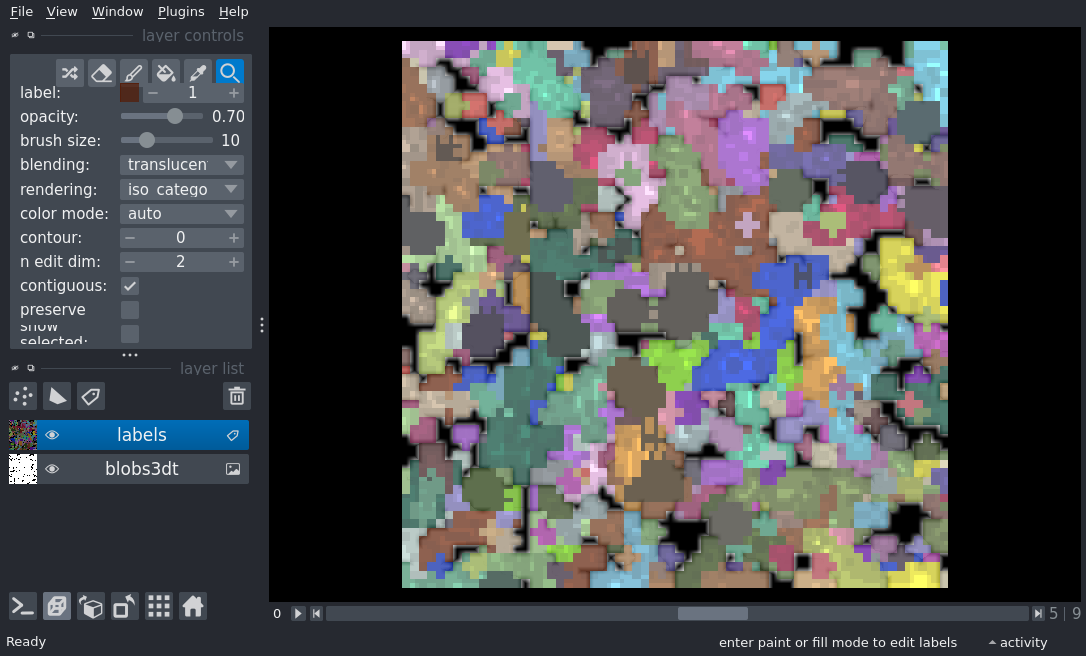 File View Window Plugins Help
layer controls
label: 1
opacity: 0.70
brush size: 10
blending: translucen
rendering: iso catego
color mode: auto
contour: 0
n edit dim: 2
contiguous:
preserve
show
selected:
layer list
labels
blobs3dt
0 5 | 9
Ready enter paint or fill mode to edit labels activity